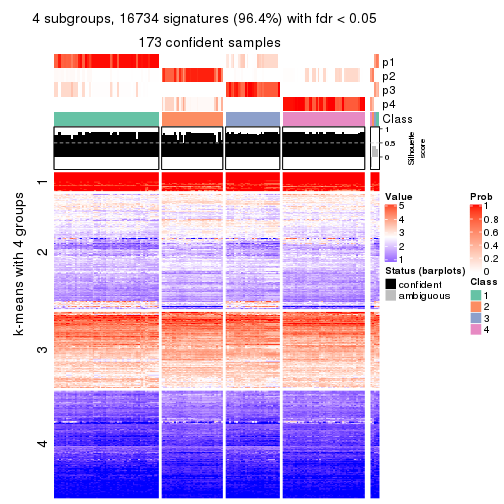 4 subgroups, 16734 signatures (96.4%) with fdr < 0.05
173 confident samples
p1
p2
p3
p4
Class
1
0.5
0
Silhouette
score
k-means with 4 groups
1
2
3
4
Value
5
4
3
2
1
Status (barplots)
confident
ambiguous
Prob
1
0.8
0.6
0.4
0.2
0
Class
1
2
3
4